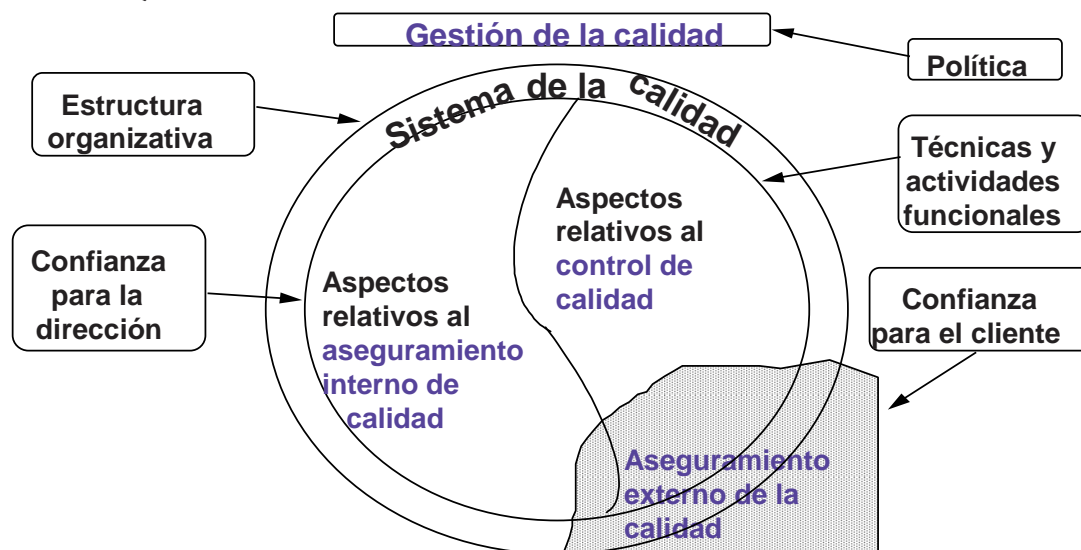 Gestión de la calidad
Política
Estructura
organizativa
Sistema de la calidad
Técnicas y
actividades
funcionales
Aspectos
relativos al
control de
calidad
Confianza
para la
dirección
Aspectos
relativos al
aseguramiento
interno de
calidad
Confianza
para el cliente
Aseguramiento
externo de la
calidad